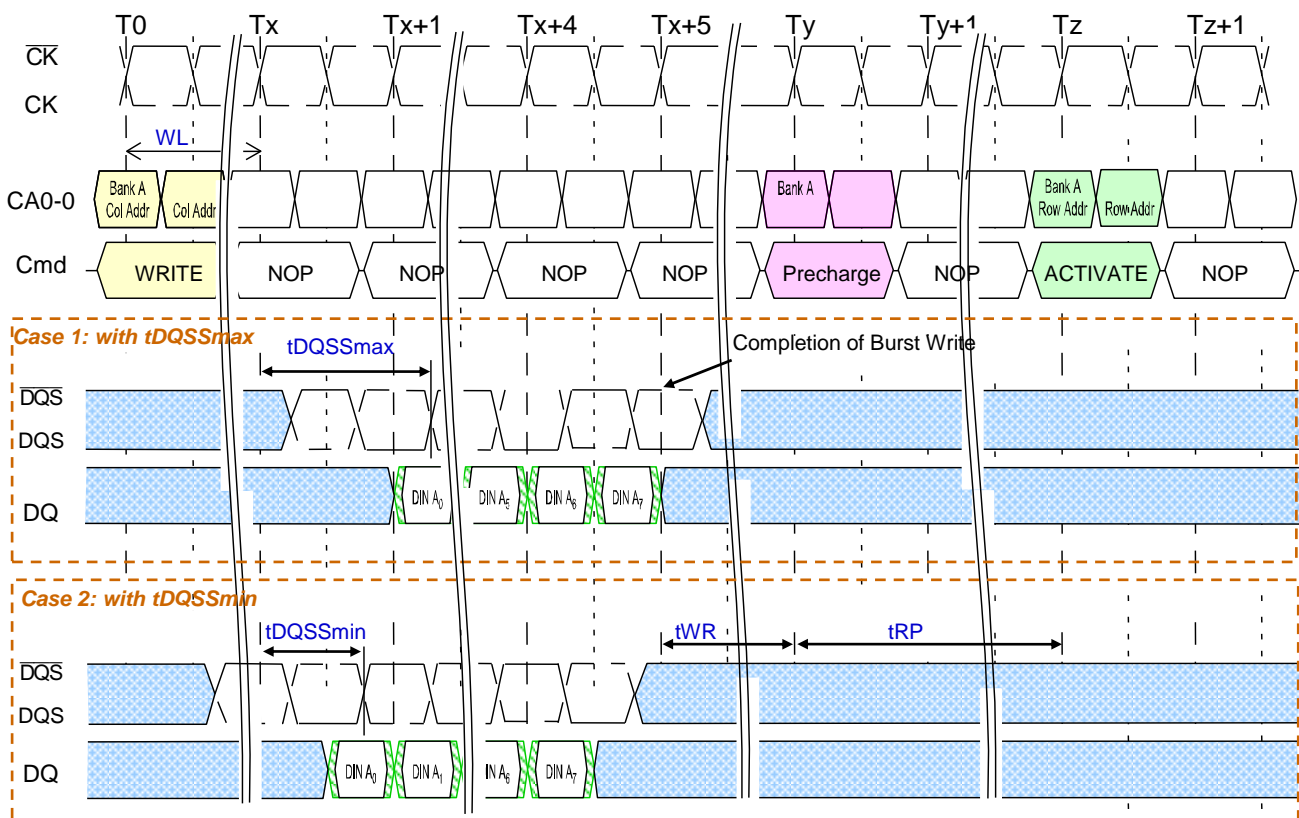 T0 Tx Tx+1 Tx+4 Tx+5 Ty Ty+1 Tz Tz+1
CK
CK
WL
CA0-0 Bank A Col Addr Col Addr Bank A Bank A Row Addr Row Addr
Cmd WRITE NOP NOP NOP NOP Precharge NOP ACTIVATE NOP
Case 1: with tDQSSmax
tDQSSmax Completion of Burst Write
DQS
DQS
DQ DIN A0 DIN A5 DIN A6 DIN A7
Case 2: with tDQSSmin
tDQSSmin tWR tRP
DQS
DQS
DQ DIN A0 DIN A1 IN A6 DIN A7